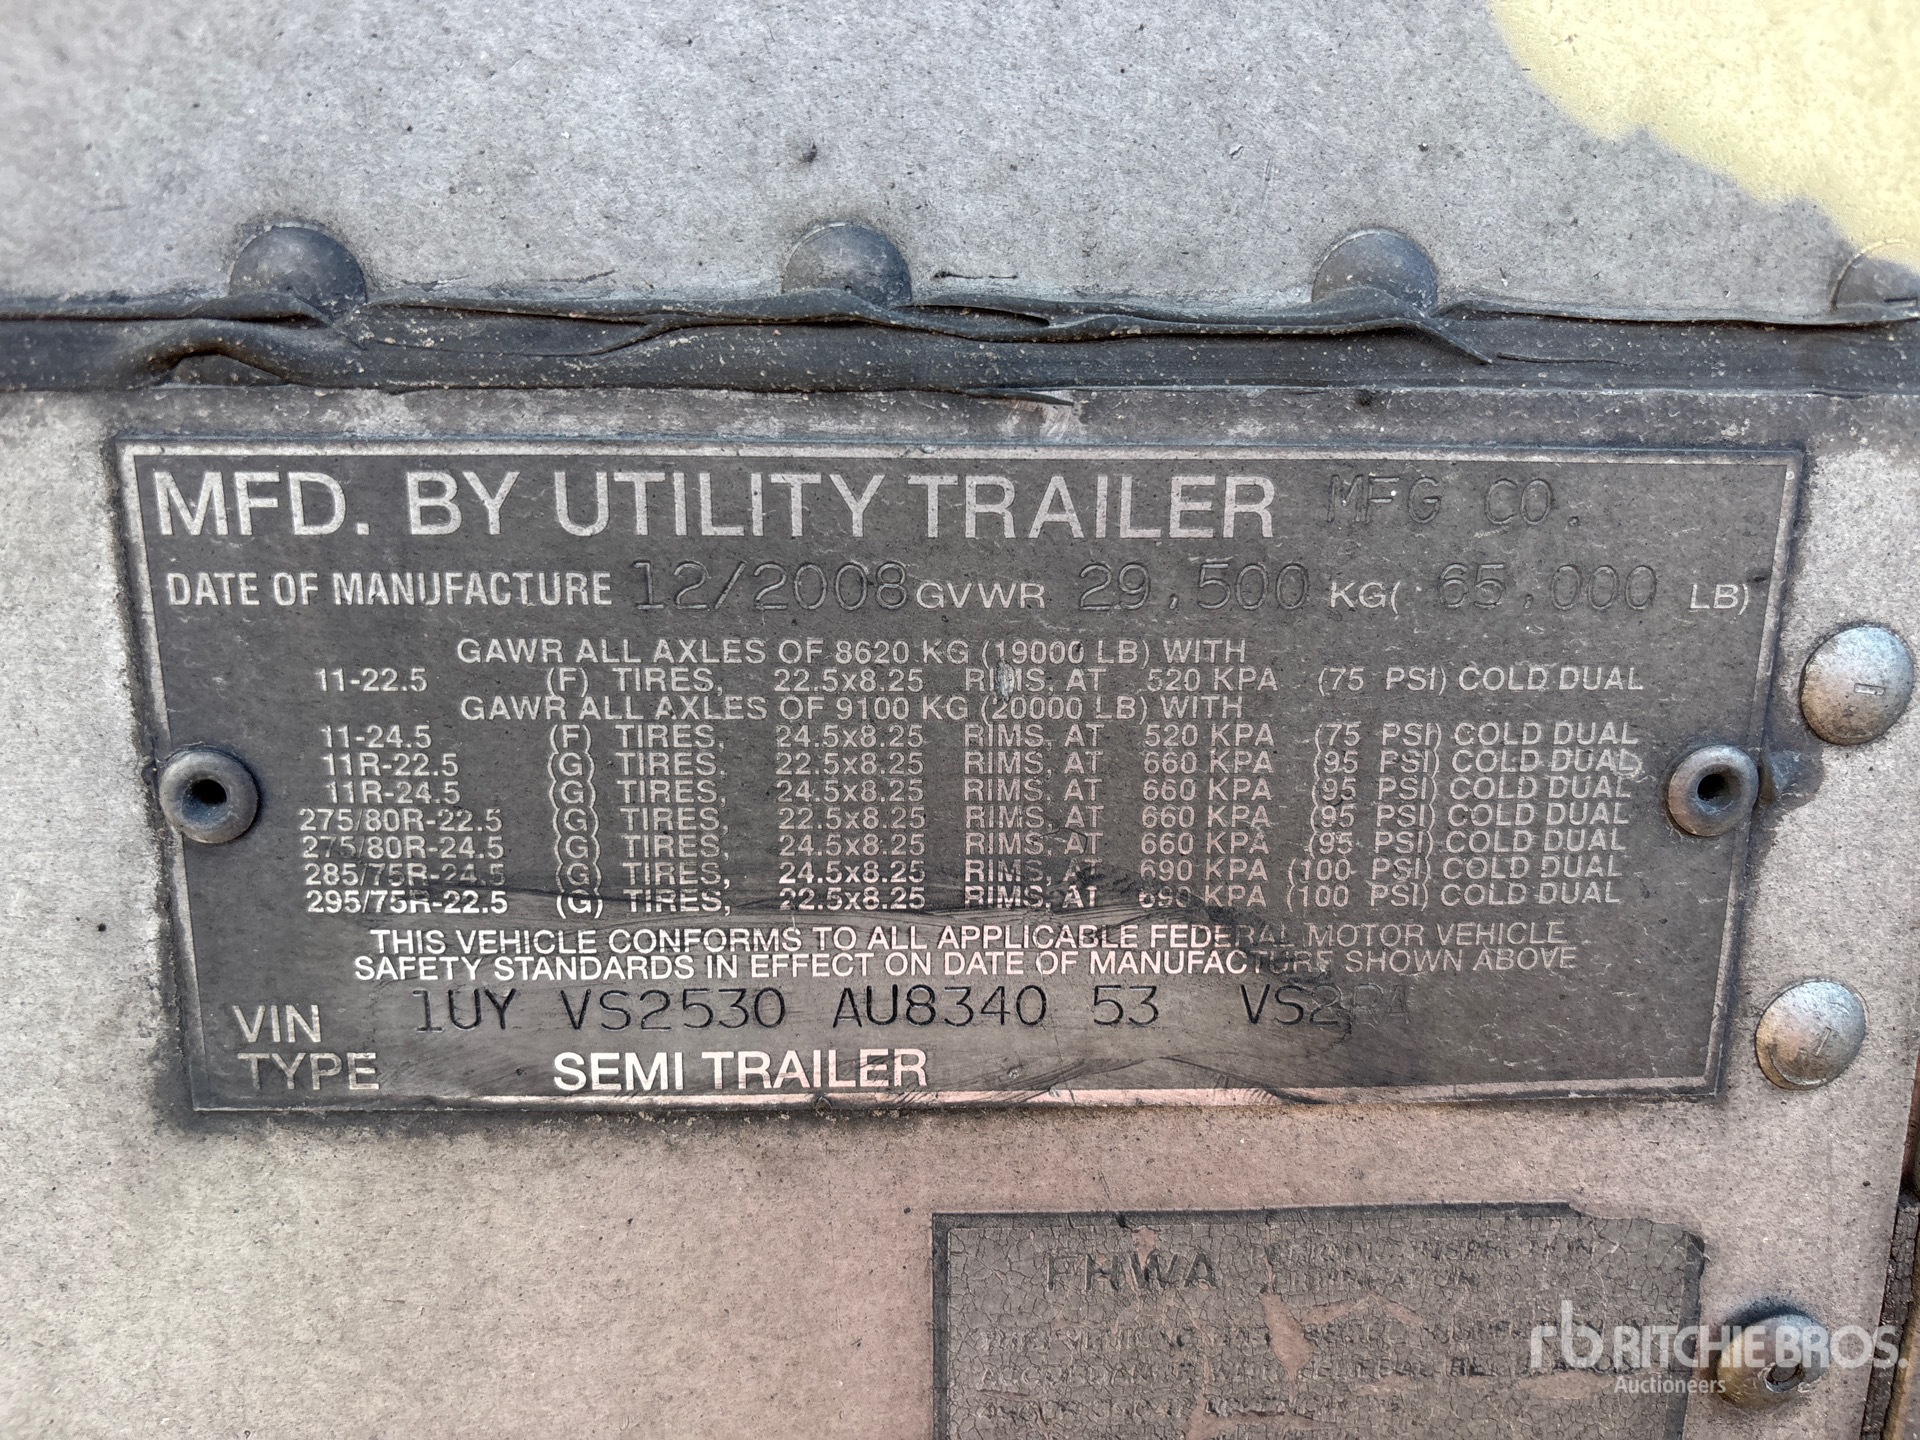 MFD. BY UTILITY TRAILER MFG CO.
DATE OF MANUFACTURE 12/2008 GVWR 29,500 KG( 65,000 LB)
GAWR ALL AXLES OF 8620 KG (19000 LB) WITH
11-22.5 (F) TIRES, 22.5x8.25 RIMS, AT 520 KPA (75 PSI) COLD DUAL
GAWR ALL AXLES OF 9100 KG (20000 LB) WITH
11-24.5 (F) TIRES, 24.5x8.25 RIMS, AT 520 KPA (75 PSI) COLD DUAL
11R-22.5 (G) TIRES, 22.5x8.25 RIMS, AT 660 KPA (95 PSI) COLD DUAL
11R-24.5 (G) TIRES, 24.5x8.25 RIMS, AT 660 KPA (95 PSI) COLD DUAL
275/80R-22.5 (G) TIRES, 22.5x8.25 RIMS, AT 660 KPA (95 PSI) COLD DUAL
275/80R-24.5 (G) TIRES, 24.5x8.25 RIMS, AT 660 KPA (95 PSI) COLD DUAL
285/75R-24.5 (G) TIRES, 24.5x8.25 RIMS, AT 690 KPA (100 PSI) COLD DUAL
295/75R-22.5 (G) TIRES, 22.5x8.25 RIMS, AT 690 KPA (100 PSI) COLD DUAL
THIS VEHICLE CONFORMS TO ALL APPLICABLE FEDERAL MOTOR VEHICLE
SAFETY STANDARDS IN EFFECT ON DATE OF MANUFACTURE SHOWN ABOVE
VIN 1UY VS2530 AU8340 53 VS2RA
TYPE SEMI TRAILER
FHWA
rb RITCHIE BROS.
Auctioneers